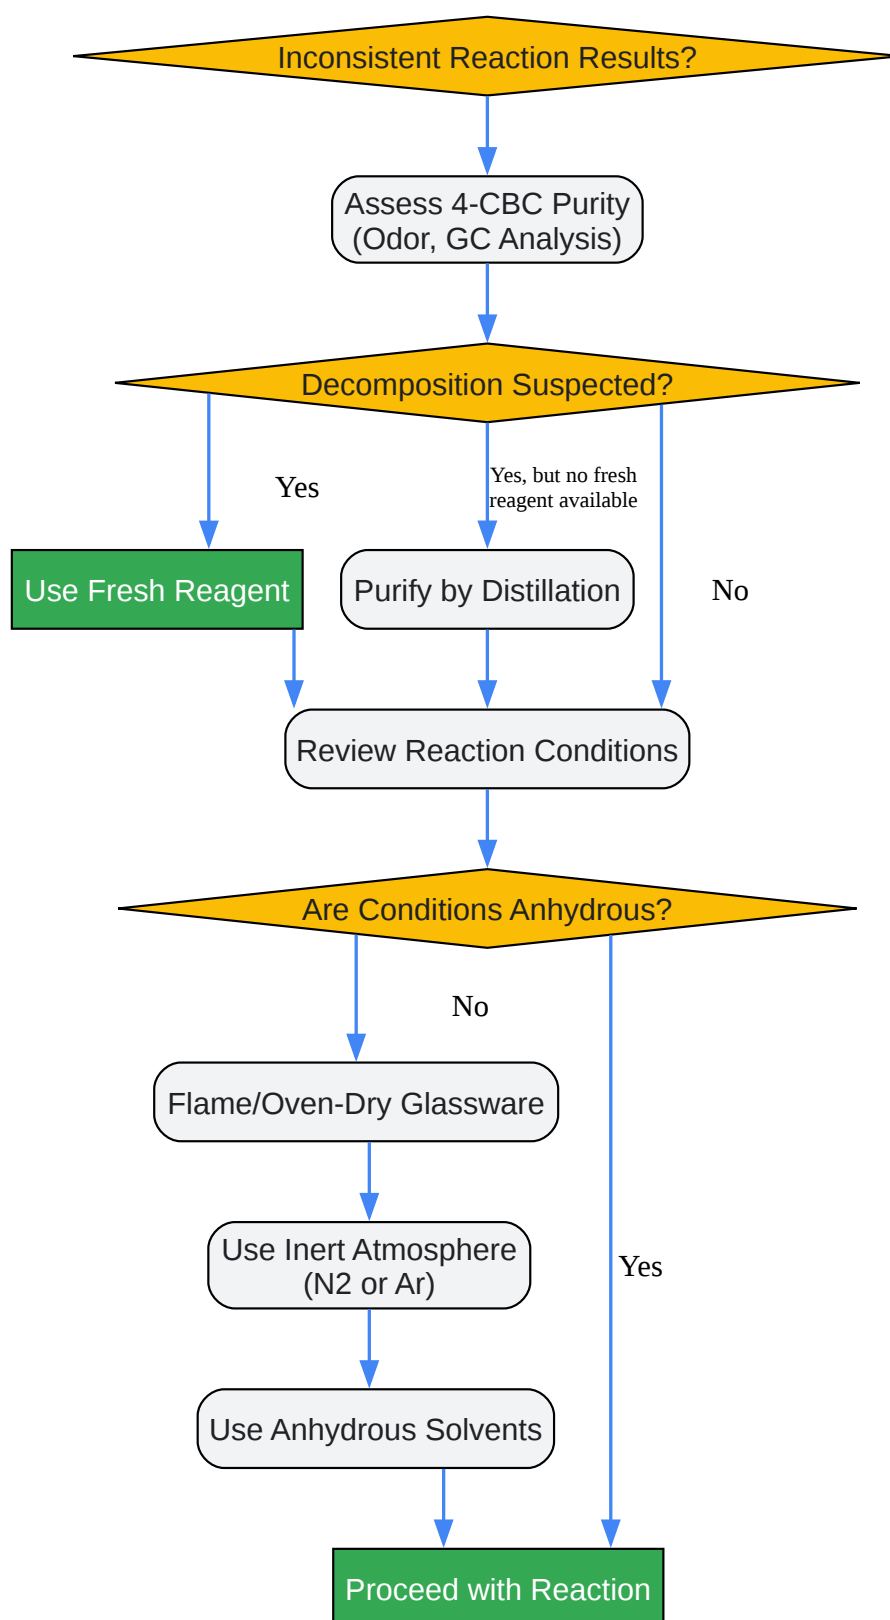 Inconsistent Reaction Results?
Assess 4-CBC Purity
(Odor, GC Analysis)
Decomposition Suspected?
Yes
Yes, but no fresh
reagent available
Use Fresh Reagent
Purify by Distillation
No
Review Reaction Conditions
Are Conditions Anhydrous?
No
Flame/Oven-Dry Glassware
Use Inert Atmosphere
(N2 or Ar)
Yes
Use Anhydrous Solvents
Proceed with Reaction